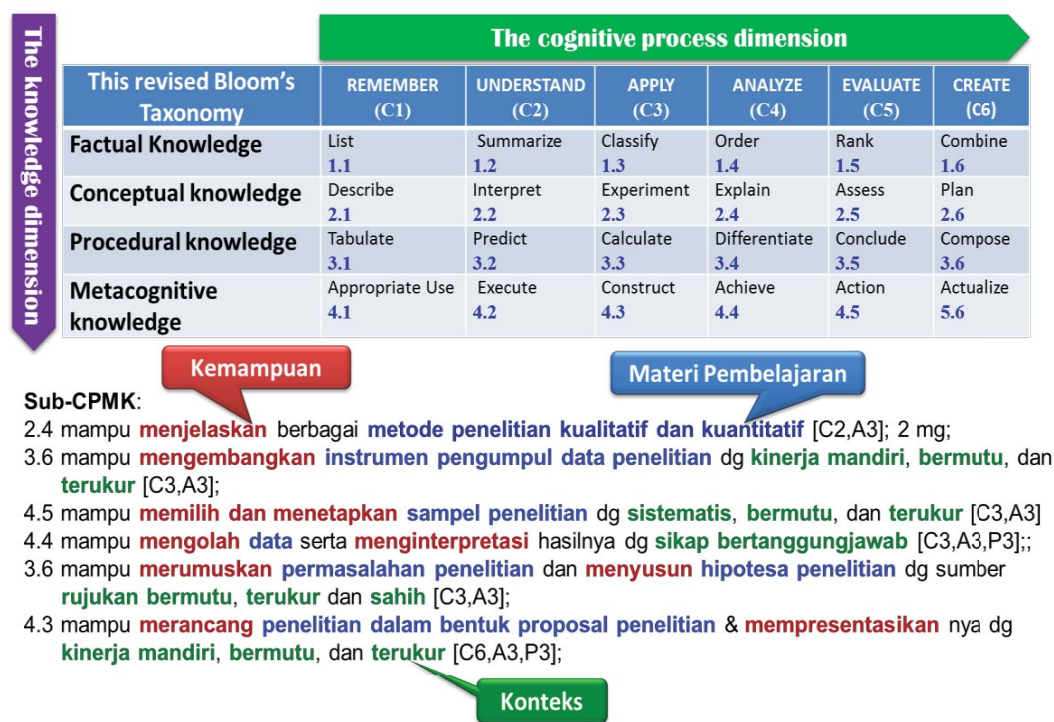 The knowledge dimension
The cognitive process dimension
This revised Bloom's Taxonomy REMEMBER (C1) UNDERSTAND (C2) APPLY (C3) ANALYZE (C4) EVALUATE (C5) CREATE (C6)
Factual Knowledge List 1.1 Summarize 1.2 Classify 1.3 Order 1.4 Rank 1.5 Combine 1.6
Conceptual knowledge Describe 2.1 Interpret 2.2 Experiment 2.3 Explain 2.4 Assess 2.5 Plan 2.6
Procedural knowledge Tabulate 3.1 Predict 3.2 Calculate 3.3 Differentiate 3.4 Conclude 3.5 Compose 3.6
Metacognitive knowledge Appropriate Use 4.1 Execute 4.2 Construct 4.3 Achieve 4.4 Action 4.5 Actualize 5.6
Kemampuan
Materi Pembelajaran
Sub-CPMK:
2.4 mampu menjelaskan berbagai metode penelitian kualitatif dan kuantitatif [C2,A3]; 2 mg;
3.6 mampu mengembangkan instrumen pengumpul data penelitian dg kinerja mandiri, bermutu, dan
terukur [C3,A3];
4.5 mampu memilih dan menetapkan sampel penelitian dg sistematis, bermutu, dan terukur [C3,A3]
4.4 mampu mengolah data serta menginterpretasi hasilnya dg sikap bertanggungjawab [C3,A3,P3];;
3.6 mampu merumuskan permasalahan penelitian dan menyusun hipotesa penelitian dg sumber
rujukan bermutu, terukur dan sahih [C3,A3];
4.3 mampu merancang penelitian dalam bentuk proposal penelitian & mempresentasikan nya dg
kinerja mandiri, bermutu, dan terukur [C6,A3,P3];
Konteks